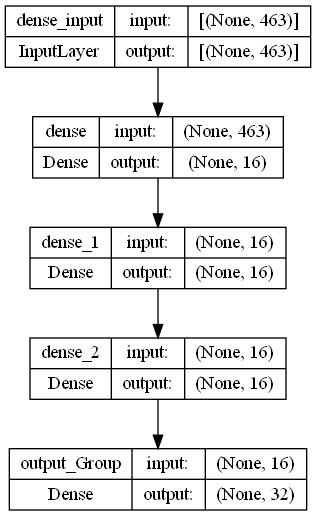 dense_input input: [(None, 463)]
InputLayer output: [(None, 463)]
dense input: (None, 463)
Dense output: (None, 16)
dense_1 input: (None, 16)
Dense output: (None, 16)
dense_2 input: (None, 16)
Dense output: (None, 16)
output_Group input: (None, 16)
Dense output: (None, 32)